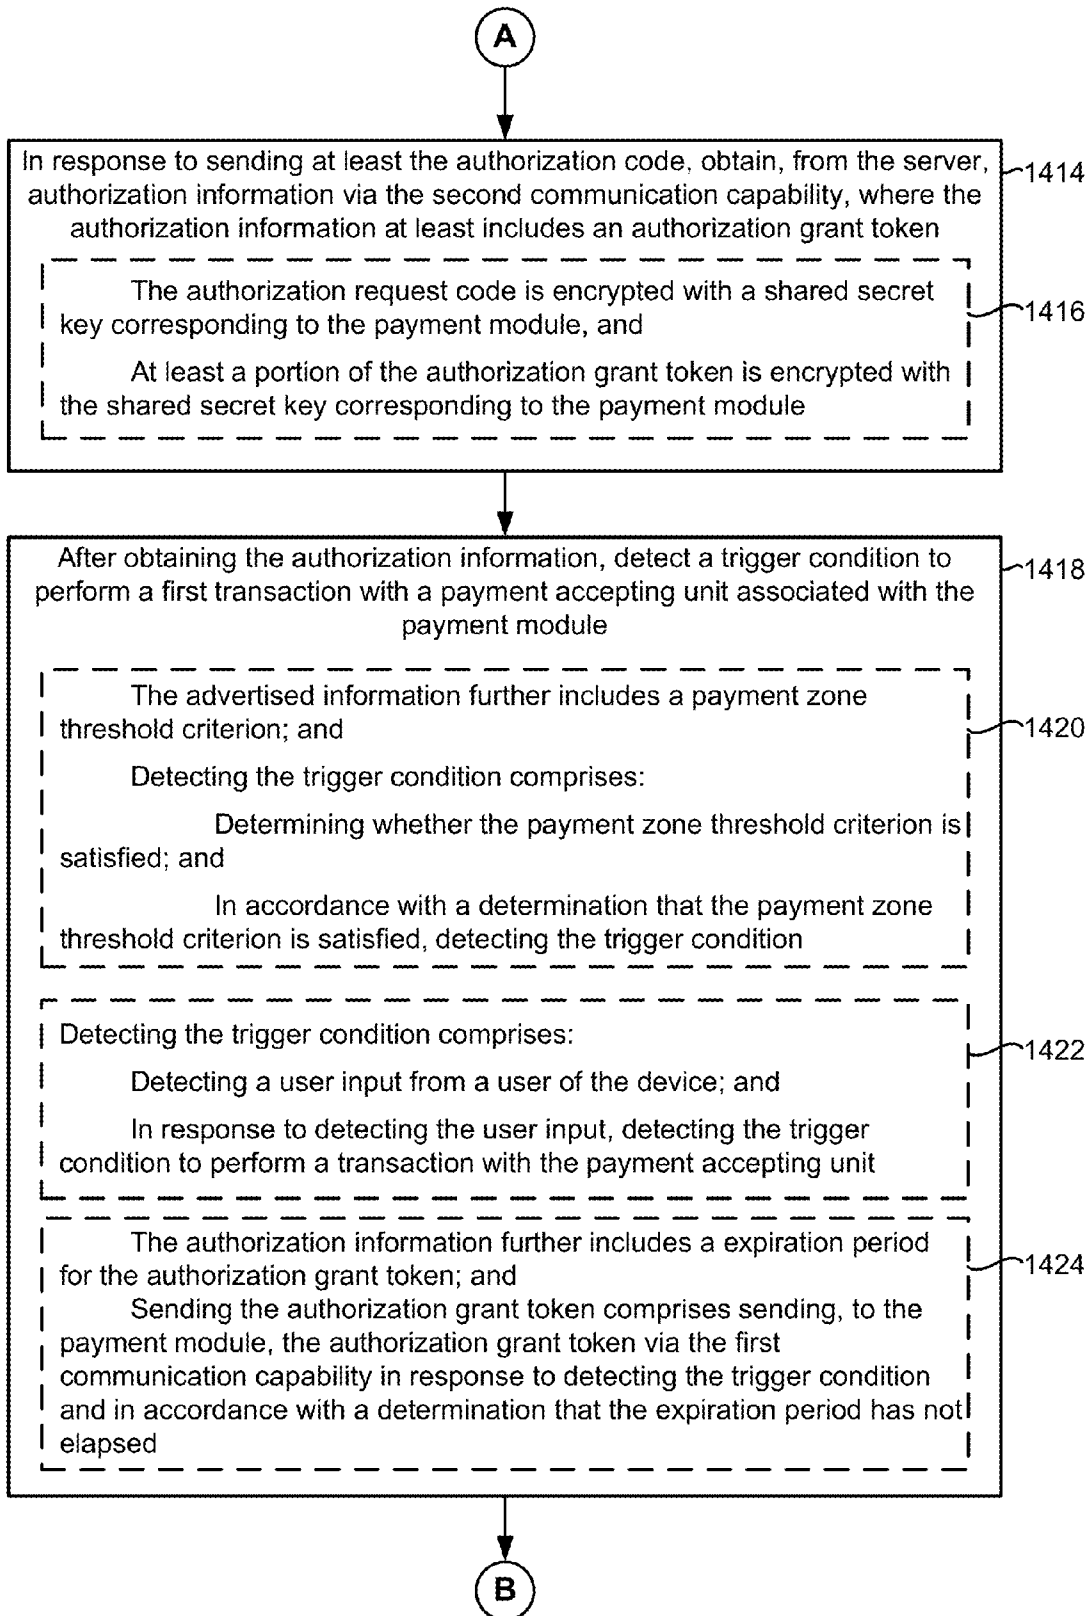 A
In response to sending at least the authorization code, obtain, from the server,
authorization information via the second communication capability, where the
authorization information at least includes an authorization grant token
1414
The authorization request code is encrypted with a shared secret
key corresponding to the payment module, and
1416
At least a portion of the authorization grant token is encrypted with
the shared secret key corresponding to the payment module
After obtaining the authorization information, detect a trigger condition to
perform a first transaction with a payment accepting unit associated with the
payment module
1418
The advertised information further includes a payment zone
threshold criterion; and
1420
Detecting the trigger condition comprises:
Determining whether the payment zone threshold criterion is
satisfied; and
In accordance with a determination that the payment zone
threshold criterion is satisfied, detecting the trigger condition
Detecting the trigger condition comprises:
1422
Detecting a user input from a user of the device; and
In response to detecting the user input, detecting the trigger
condition to perform a transaction with the payment accepting unit
The authorization information further includes a expiration period
for the authorization grant token; and
1424
Sending the authorization grant token comprises sending, to the
payment module, the authorization grant token via the first
communication capability in response to detecting the trigger condition
and in accordance with a determination that the expiration period has not
elapsed
B